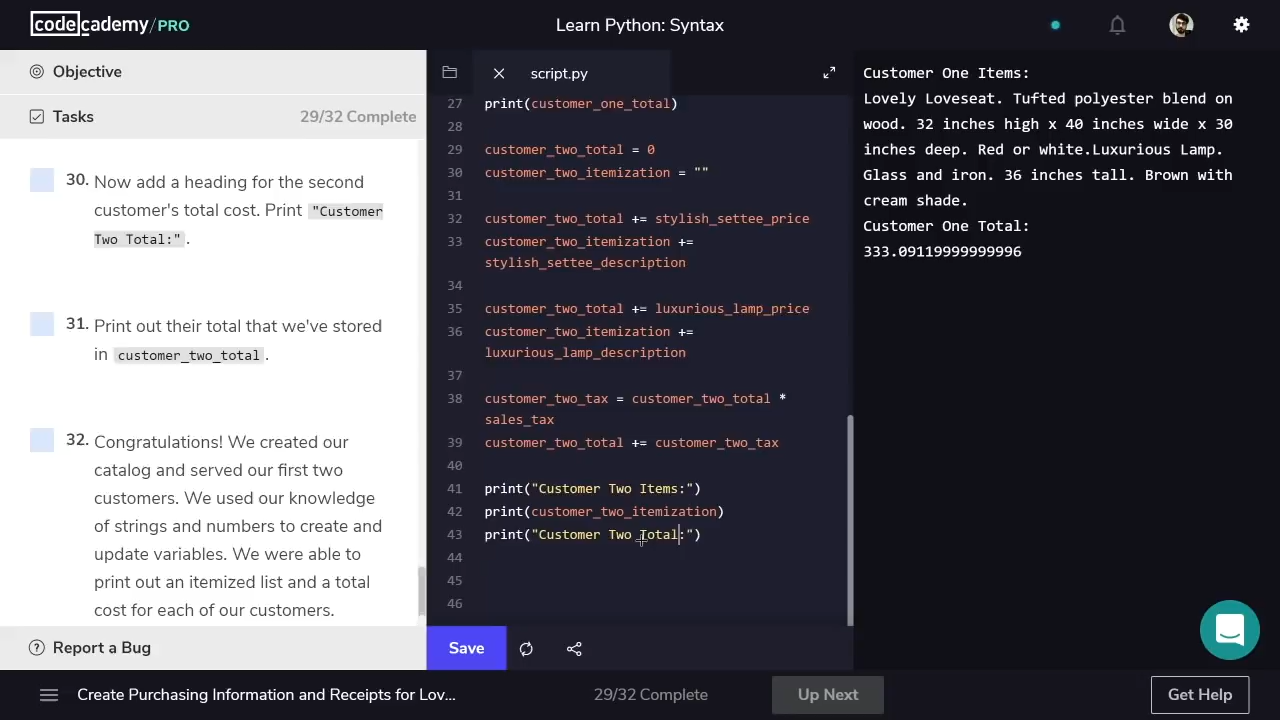 codecademy/PRO
Learn Python: Syntax
Objective
Tasks
29/32 Complete
30. Now add a heading for the second
customer's total cost. Print "Customer
Two Total:".
31. Print out their total that we've stored
in customer_two_total.
32. Congratulations! We created our
catalog and served our first two
customers. We used our knowledge
of strings and numbers to create and
update variables. We were able to
print out an itemized list and a total
cost for each of our customers.
Report a Bug
script.py
27 print(customer_one_total)
28
29 customer_two_total = 0
30 customer_two_itemization = ""
31
32 customer_two_total += stylish_settee_price
33 customer_two_itemization +=
stylish_settee_description
34
35 customer_two_total += luxurious_lamp_price
36 customer_two_itemization +=
luxurious_lamp_description
37
38 customer_two_tax = customer_two_total *
sales_tax
39 customer_two_total += customer_two_tax
40
41 print("Customer Two Items:")
42 print(customer_two_itemization)
43 print("Customer Two Total:")
44
45
46
Save
Customer One Items:
Lovely Loveseat. Tufted polyester blend on
wood. 32 inches high x 40 inches wide x 30
inches deep. Red or white.Luxurious Lamp.
Glass and iron. 36 inches tall. Brown with
cream shade.
Customer One Total:
333.09119999999996
Create Purchasing Information and Receipts for Lov...
29/32 Complete
Up Next
Get Help